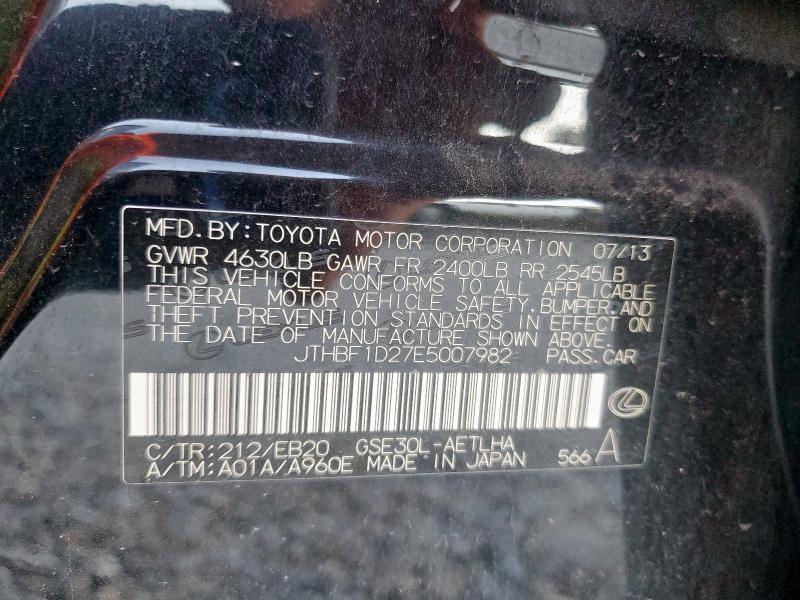 MFD.BY:TOYOTA MOTOR CORPORATION 07/13
GVWR 4630LB GAWR FR 2400LB RR 2545LB
THIS VEHICLE CONFORMS TO ALL APPLICABLE
FEDERAL MOTOR VEHICLE SAFETY, BUMPER, AND
THEFT PREVENTION STANDARDS IN EFFECT ON
THE DATE OF MANUFACTURE SHOWN ABOVE.
JTHBF1D27E5007982 PASS.CAR
C/TR:212/EB20 GSE30L-AETLHA
A/TM:A01A/A960E MADE IN JAPAN 566 A